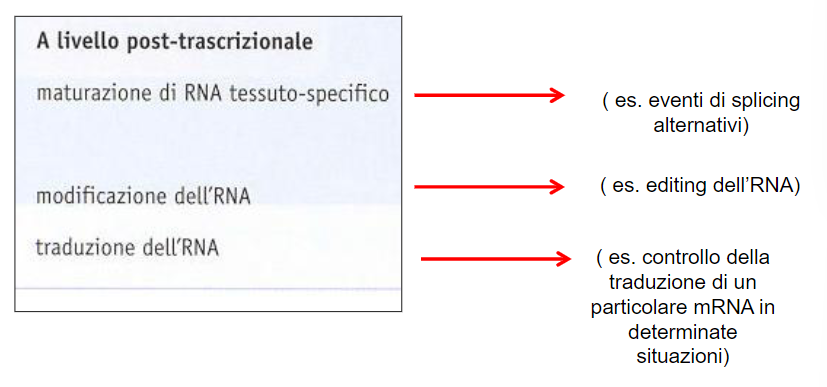 A livello post-trascrizionale
maturazione di RNA tessuto-specifico
( es. eventi di splicing
alternativi)
modificazione dell'RNA
( es. editing dell'RNA)
traduzione dell'RNA
( es. controllo della
traduzione di un
particolare mRNA in
determinate
situazioni)